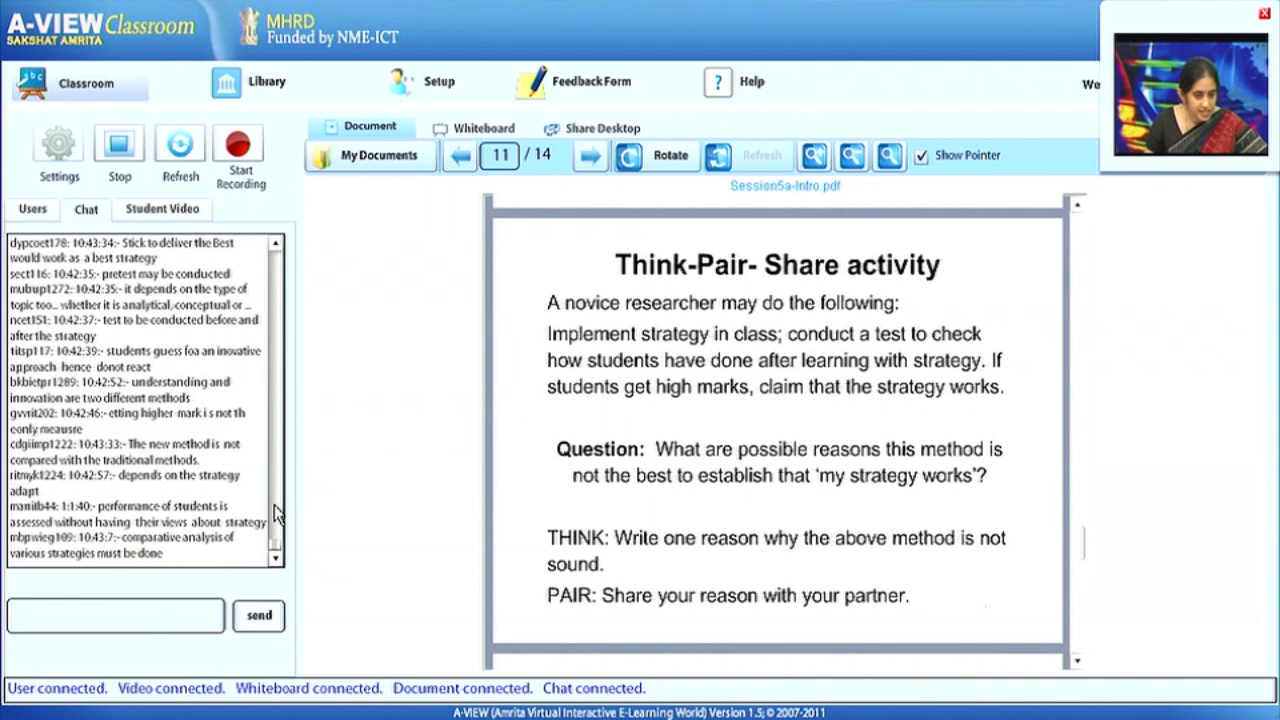 A-VIEW Classroom
SAKSHAT AMRITA
MHRD
Funded by NME-ICT
Classroom
Library
Setup
Feedback Form
? Help
We
Settings
Stop
Refresh
Start
Recording
Users
Chat
Student Video
Document
Whiteboard
Share Desktop
My Documents
11 / 14
Rotate
Refresh
Show Pointer
Session5a-Intro.pdf
dypcoet178: 10:43:34:- Stick to deliver the Best
would work as a best strategy
sect116: 10:42:35:- pretest may be conducted
mubup1272: 10:42:35:- it depends on the type of
topic too... whether it is analytical, conceptual or ...
ncet151: 10:42:37:- test to be conducted before and
after the strategy
titsp117: 10:42:39:- students guess foa an inovative
approach hence donot react
bkbietpr1289: 10:42:52:- understanding and
innovation are two different methods
gvvrit202: 10:42:46:- etting higher mark i s not th
eonly meausre
cdgiimp1222: 10:43:33:- The new method is not
compared with the traditional methods.
ritmyk1224: 10:42:57:- depends on the strategy
adapt
manitb44: 1:1:40:- performance of students is
assessed without having their views about strategy
mbpwieg109: 10:43:7:- comparative analysis of
various strategies must be done
send
Think-Pair- Share activity
A novice researcher may do the following:
Implement strategy in class; conduct a test to check
how students have done after learning with strategy. If
students get high marks, claim that the strategy works.
Question: What are possible reasons this method is
not the best to establish that 'my strategy works'?
THINK: Write one reason why the above method is not
sound.
PAIR: Share your reason with your partner.
User connected. Video connected. Whiteboard connected. Document connected. Chat connected.
A-VIEW (Amrita Virtual Interactive E-Learning World) Version 1.5; © 2007-2011